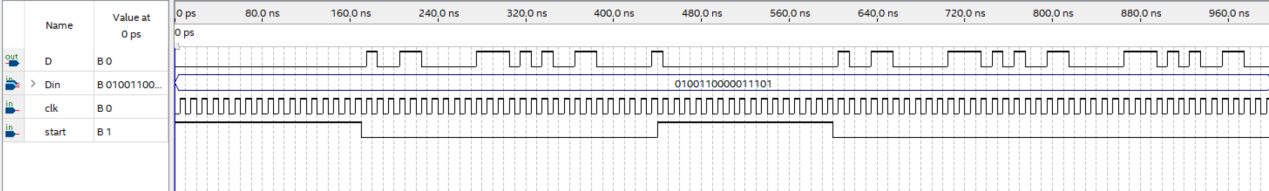 Name Value at 0 ps
0 ps 80.0 ns 160.0 ns 240.0 ns 320.0 ns 400.0 ns 480.0 ns 560.0 ns 640.0 ns 720.0 ns 800.0 ns 880.0 ns 960.0 ns
0 ps
out D B 0
in Din B 01001100... 0100110000011101
in clk B 0
in start B 1